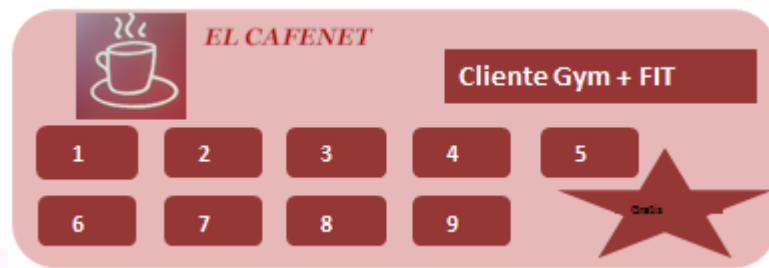 EL CAFENET
Cliente Gym + FIT
1 2 3 4 5
6 7 8 9
Gratis